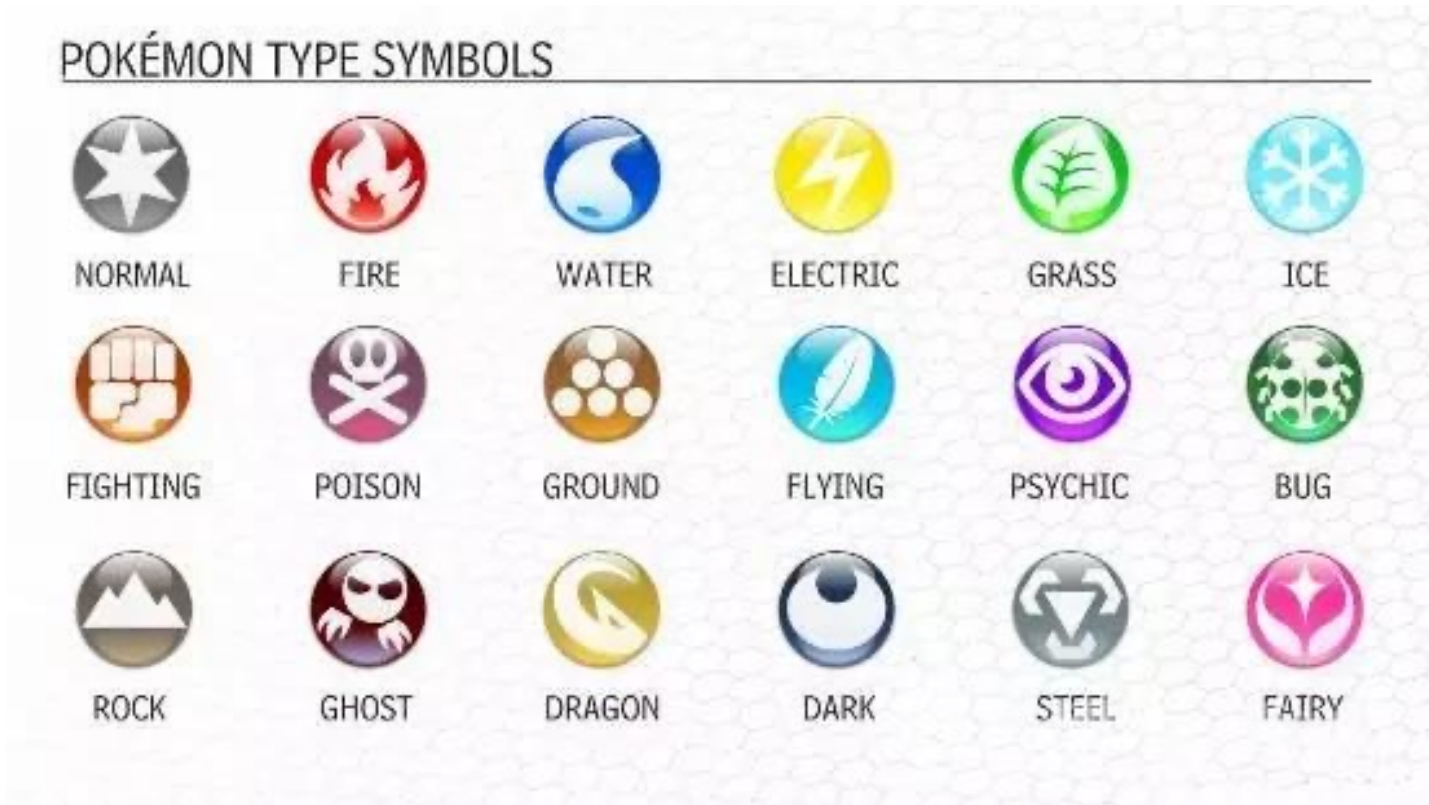 POKÉMON TYPE SYMBOLS
NORMAL FIRE WATER ELECTRIC GRASS ICE
FIGHTING POISON GROUND FLYING PSYCHIC BUG
ROCK GHOST DRAGON DARK STEEL FAIRY